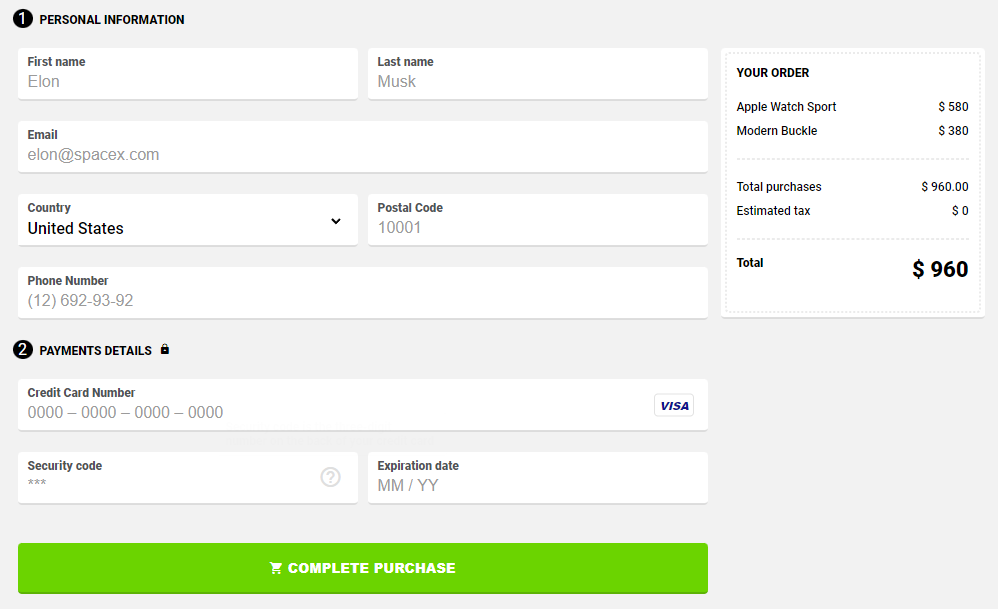 1 PERSONAL INFORMATION
First name
Elon
Last name
Musk
Email
elon@spacex.com
Country
United States
Postal Code
10001
Phone Number
(12) 692-93-92
2 PAYMENTS DETAILS
Credit Card Number
0000 – 0000 – 0000 – 0000
VISA
Security code
***
?
Expiration date
MM / YY
COMPLETE PURCHASE
YOUR ORDER
Apple Watch Sport $ 580
Modern Buckle $ 380
Total purchases $ 960.00
Estimated tax $ 0
Total $ 960